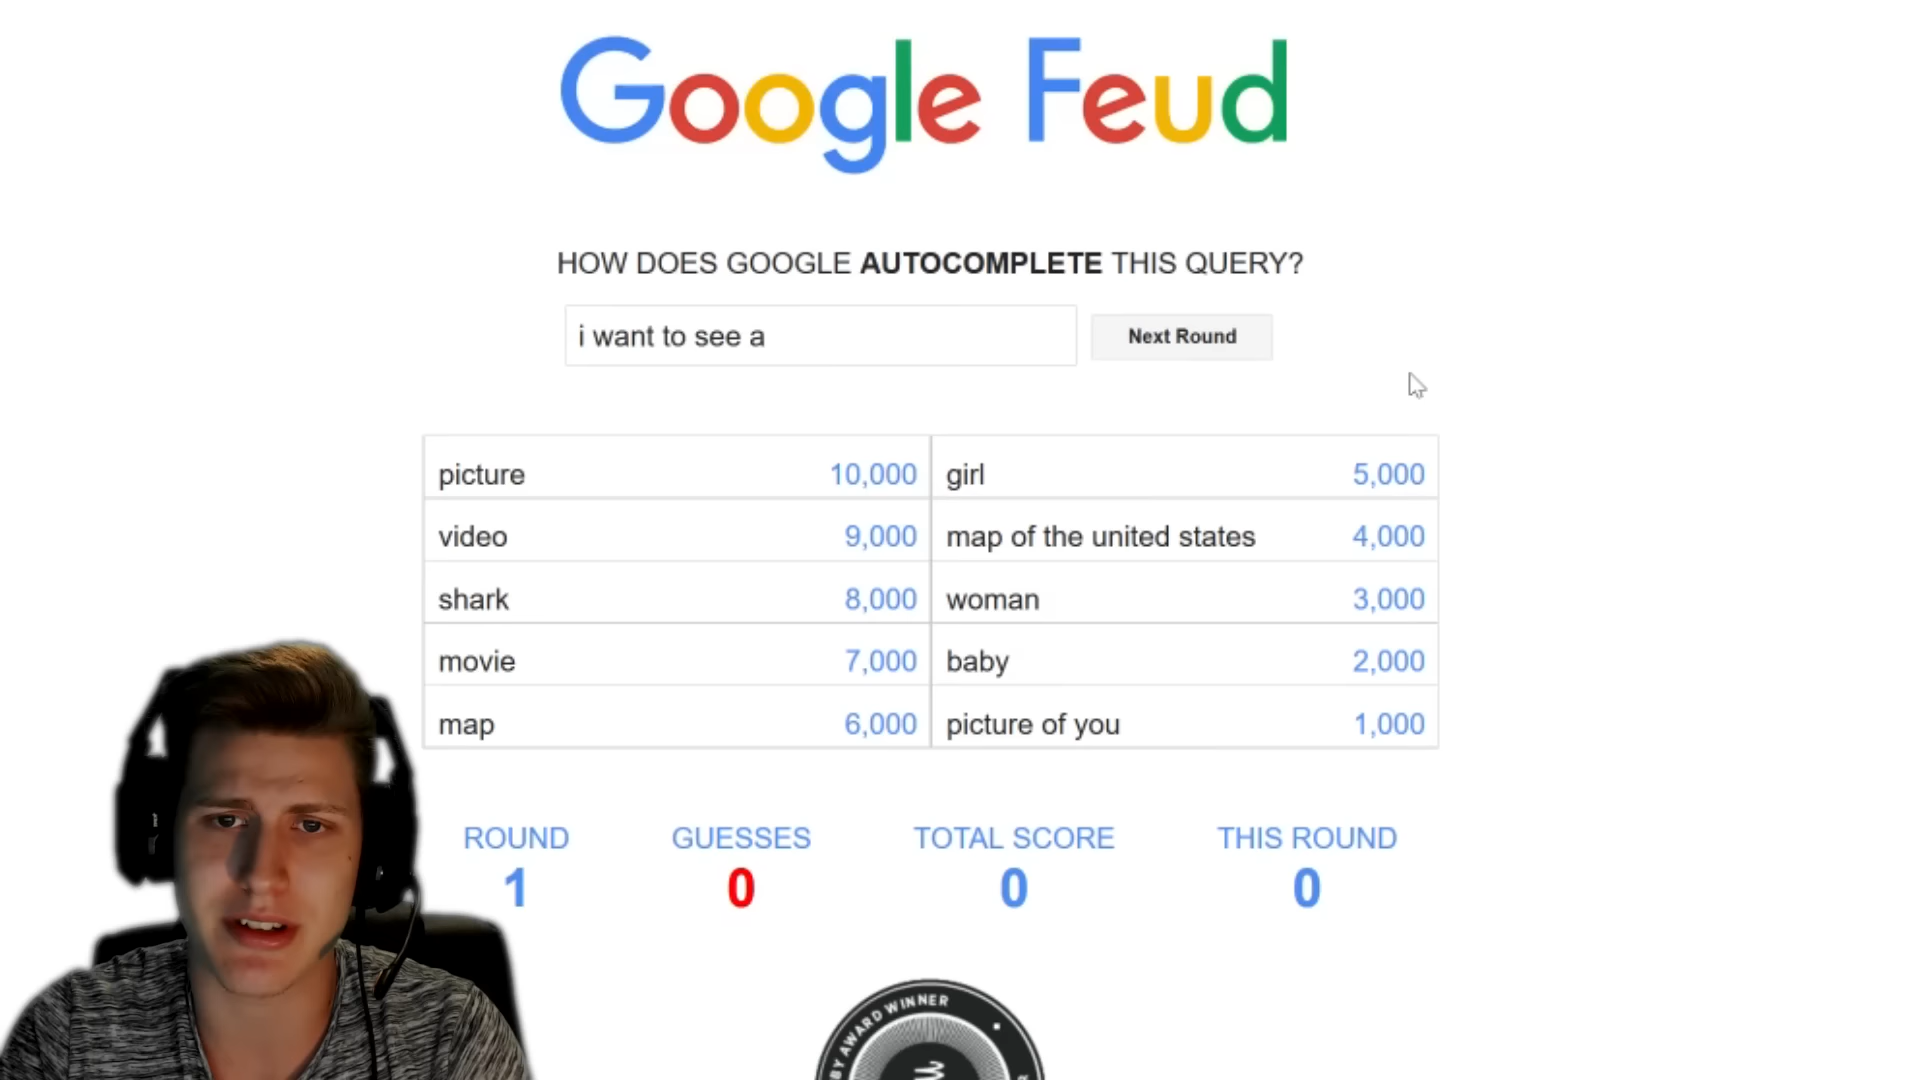 Google Feud
HOW DOES GOOGLE AUTOCOMPLETE THIS QUERY?
i want to see a
Next Round
picture 10,000 girl 5,000
video 9,000 map of the united states 4,000
shark 8,000 woman 3,000
movie 7,000 baby 2,000
map 6,000 picture of you 1,000
ROUND GUESSES TOTAL SCORE THIS ROUND
1 0 0 0
BY AWARD WINNER